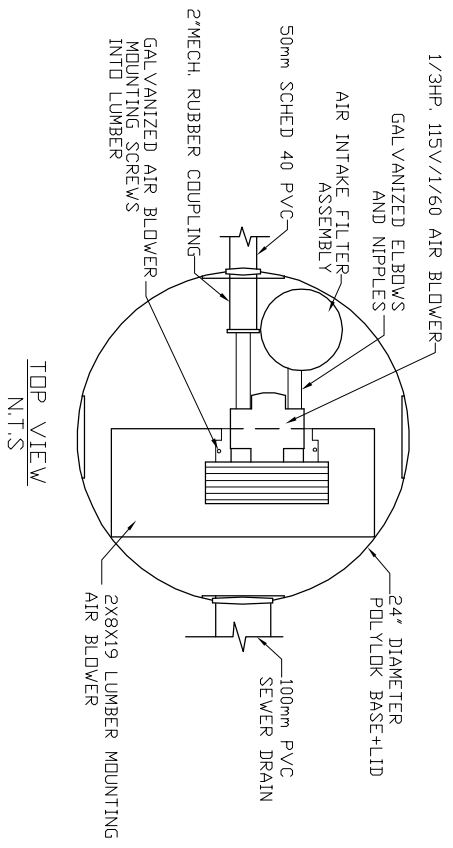 1/3HP. 115V/1/60 AIR BLOWER
GALVANIZED ELBOWS
AND NIPPLES
AIR INTAKE FILTER
ASSEMBLY
50mm SCHED 40 PVC
2"MECH. RUBBER COUPLING
GALVANIZED AIR BLOWER
MOUNTING SCREWS
INTO LUMBER
24" DIAMETER
POLYLOK BASE+LID
100mm PVC
SEWER DRAIN
2X8X19 LUMBER MOUNTING
AIR BLOWER
TOP VIEW
N.T.S